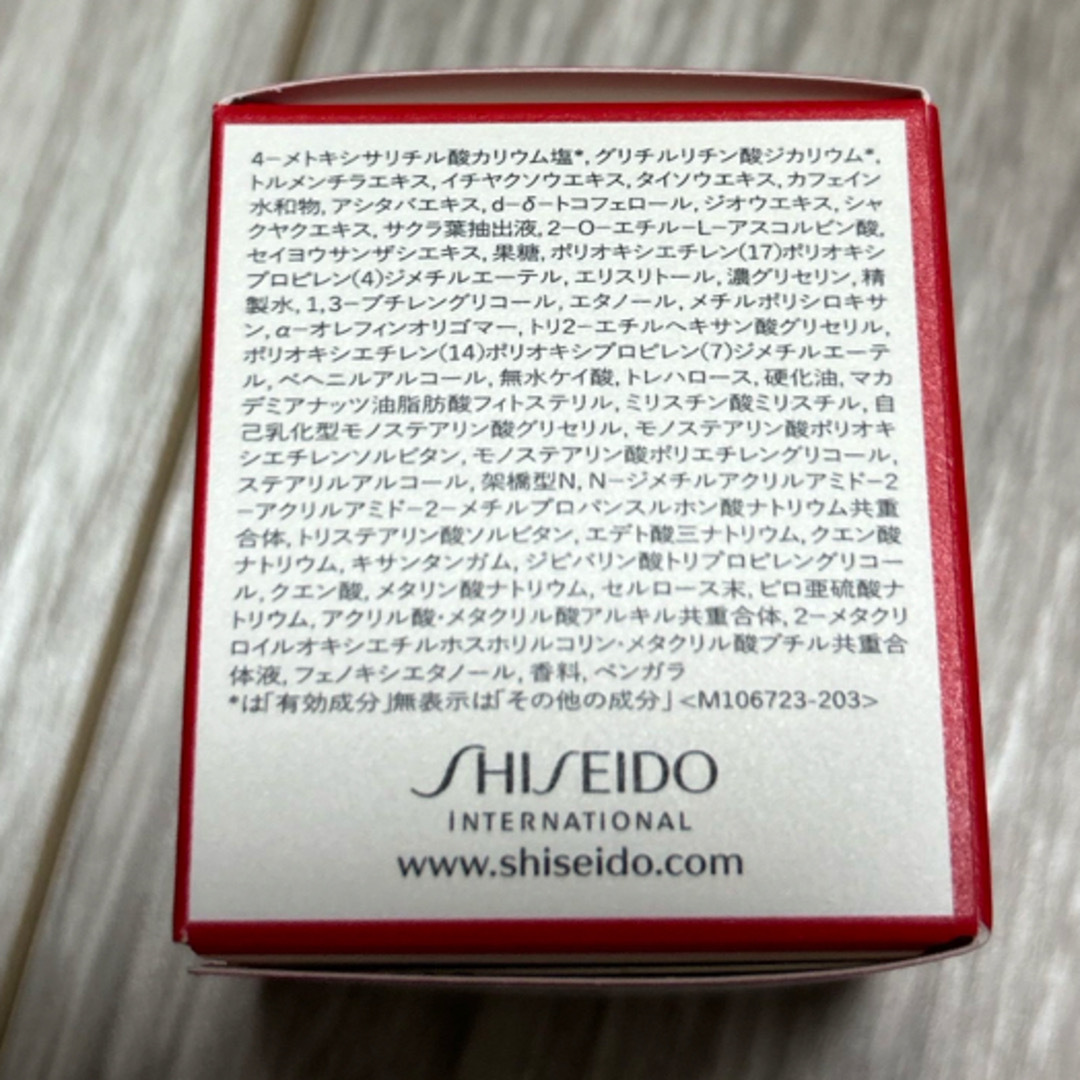 4−メトキシサリチル酸カリウム塩*, グリチルリチン酸ジカリウム*,
トルメンチラエキス, イチヤクソウエキス, タイソウエキス, カフェイン
水和物, アシタバエキス, d−δ−トコフェロール, ジオウエキス, シャ
クヤクエキス, サクラ葉抽出液, 2−O−エチル−L−アスコルビン酸,
セイヨウサンザシエキス, 果糖, ポリオキシエチレン(17)ポリオキシ
プロピレン(4)ジメチルエーテル, エリスリトール, 濃グリセリン, 精
製水, 1,3−ブチレングリコール, エタノール, メチルポリシロキサ
ン, α−オレフィンオリゴマー, トリ2−エチルヘキサン酸グリセリル,
ポリオキシエチレン(14)ポリオキシプロピレン(7)ジメチルエーテ
ル, ベヘニルアルコール, 無水ケイ酸, トレハロース, 硬化油, マカ
デミアナッツ油脂肪酸フィトステリル, ミリスチン酸ミリスチル, 自
己乳化型モノステアリン酸グリセリル, モノステアリン酸ポリオキ
シエチレンソルビタン, モノステアリン酸ポリエチレングリコール,
ステアリルアルコール, 架橋型N, N−ジメチルアクリルアミド−2
−アクリルアミド−2−メチルプロパンスルホン酸ナトリウム共重
合体, トリステアリン酸ソルビタン, エデト酸三ナトリウム, クエン酸
ナトリウム, キサンタンガム, ジピバリン酸トリプロピレングリコー
ル, クエン酸, メタリン酸ナトリウム, セルロース末, ピロ亜硫酸ナ
トリウム, アクリル酸・メタクリル酸アルキル共重合体, 2−メタクリ
ロイルオキシエチルホスホリルコリン・メタクリル酸ブチル共重合
体液, フェノキシエタノール, 香料, ベンガラ
*は「有効成分」無表示は「その他の成分」<M106723-203>
SHISEIDO
INTERNATIONAL
www.shiseido.com